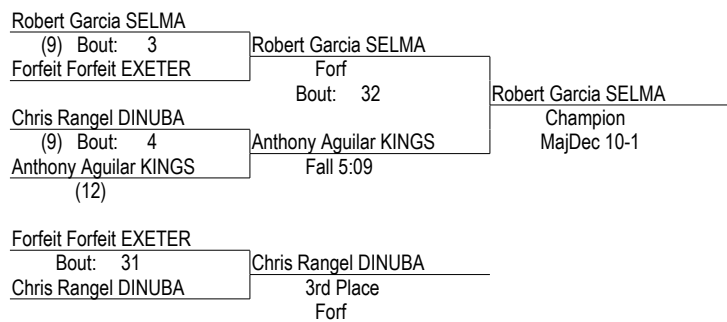 Robert Garcia SELMA
(9) Bout: 3
Forfeit Forfeit EXETER
Robert Garcia SELMA
Forf
Bout: 32
Chris Rangel DINUBA
(9) Bout: 4
Anthony Aguilar KINGS
(12)
Anthony Aguilar KINGS
Fall 5:09
Robert Garcia SELMA
Champion
MajDec 10-1
Forfeit Forfeit EXETER
Bout: 31
Chris Rangel DINUBA
Chris Rangel DINUBA
3rd Place
Forf